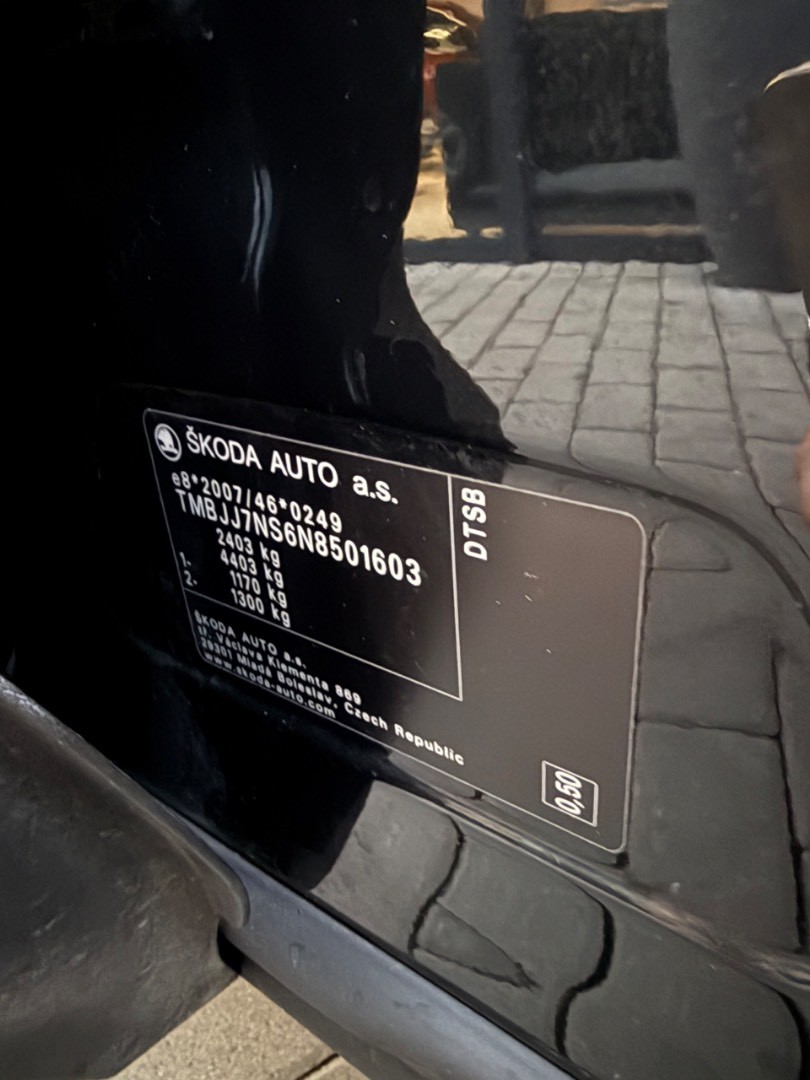 ŠKODA AUTO a.s.
e8*2007/46*0249
TMBJJ7NS6N8501603
2403 kg
4403 kg
1- 1170 kg
2- 1300 kg
ŠKODA AUTO a.s.
tř. Václava Klementa 869
29301 Mladá Boleslav, Czech Republic
www.skoda-auto.com
DTSB
0,50